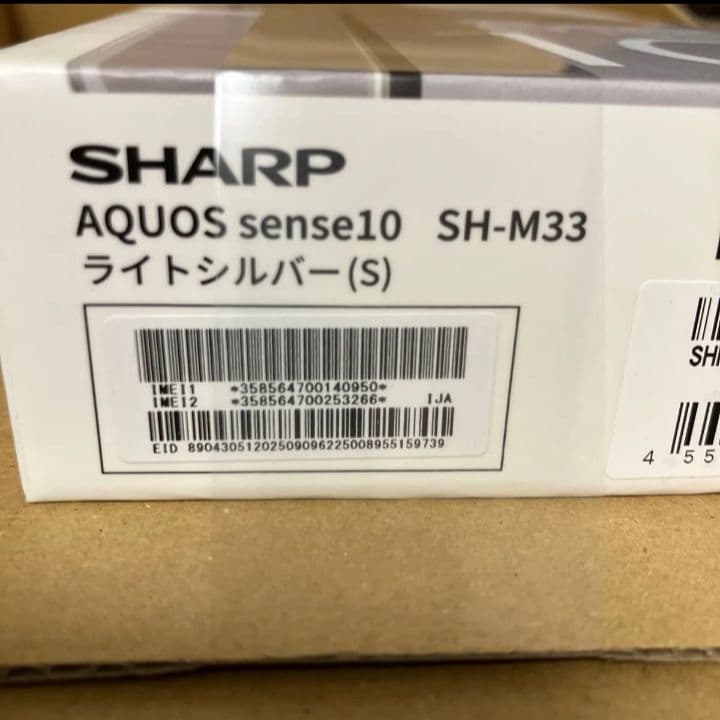 SHARP
AQUOS sense10 SH-M33
ライトシルバー(S)
IMEI1 *358564700140950*
IMEI2 *358564700253266* IJA
EID 89043051202509096225008955159739
SH
4 55